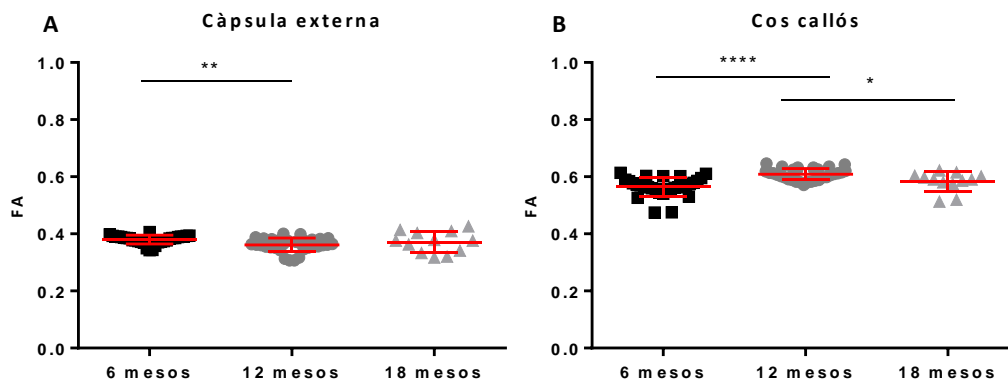 A
Càpsula externa
FA
1.0
0.8
0.6
0.4
0.2
0.0
**
6 mesos
12 mesos
18 mesos
B
Cos callós
FA
1.0
0.8
0.6
0.4
0.2
0.0
****
*
6 mesos
12 mesos
18 mesos